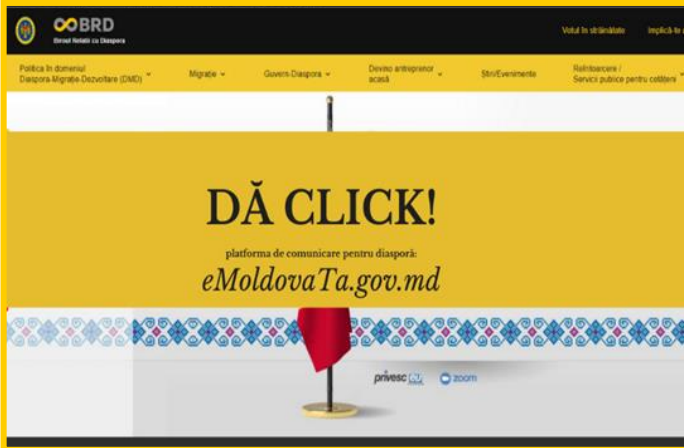 BRD
Biroul Relații cu Diaspora
Votul în străinătate
Implică-te
Politica în domeniul
Diaspora-Migrație-Dezvoltare (DMD)
Migrație
Guvern-Diaspora
Devino antreprenor
acasă
Știri/Evenimente
Reîntoarcere /
Servicii publice pentru cetățeni
DĂ CLICK!
platforma de comunicare pentru diasporă:
eMoldovaTa.gov.md
privesc.eu
zoom